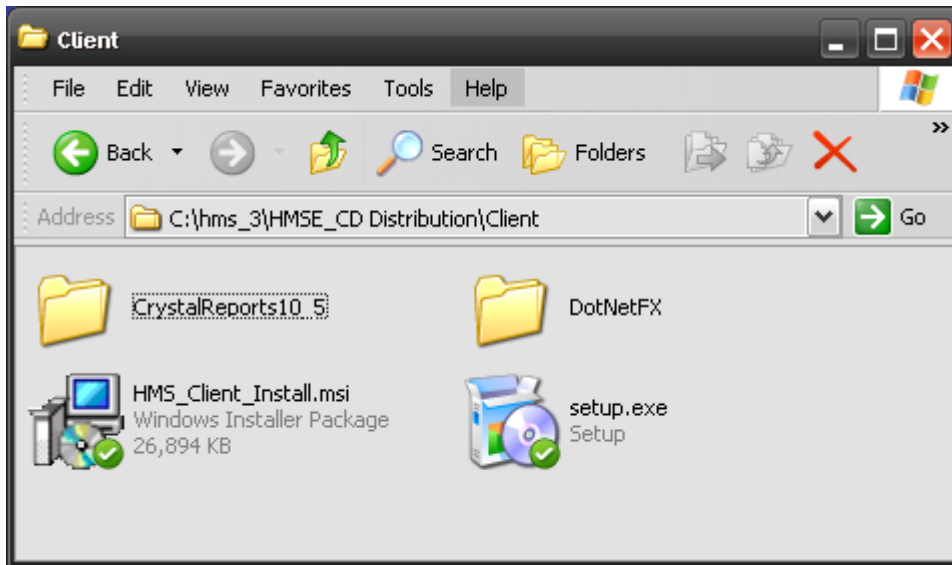 Client
File Edit View Favorites Tools Help
Back Search Folders »
Address C:\hms_3\HMSE_CD Distribution\Client Go
CrystalReports10_5 DotNetFX
HMS_Client_Install.msi
Windows Installer Package
26,894 KB
setup.exe
Setup